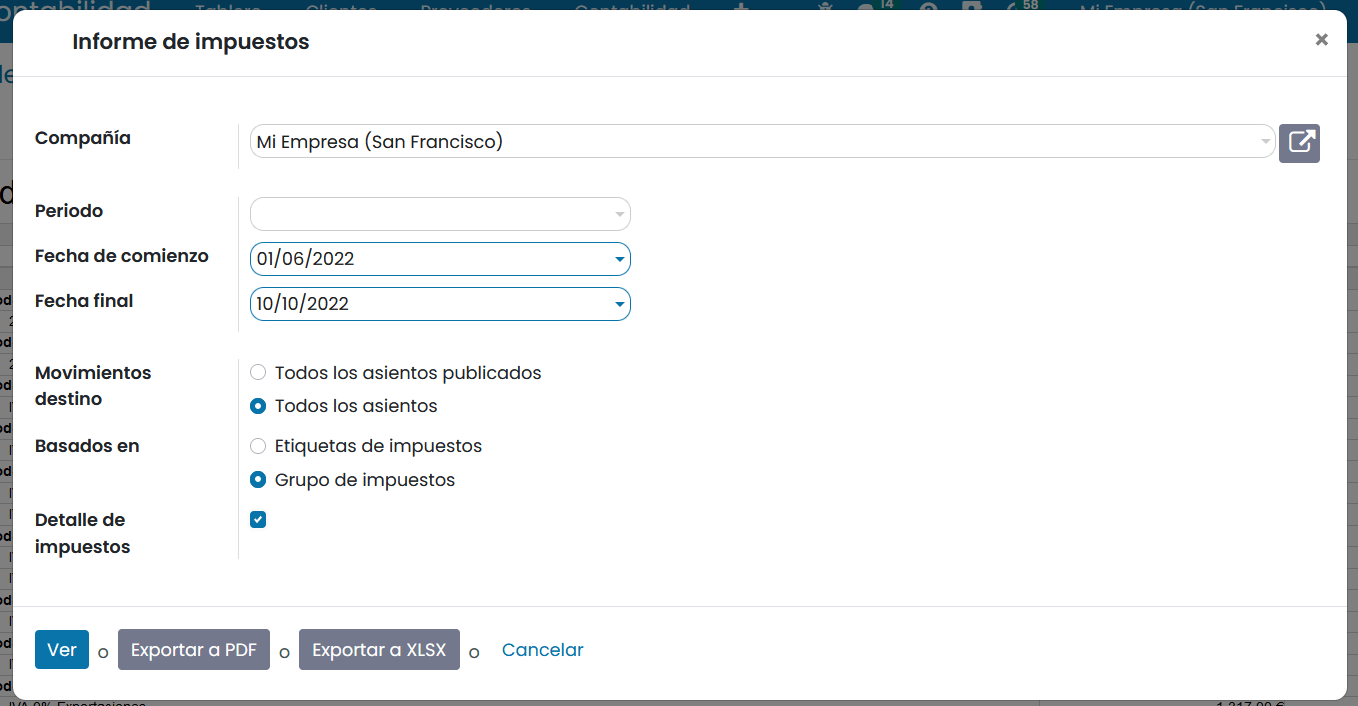 Informe de impuestos
×
Compañía
Mi Empresa (San Francisco)
Periodo
Fecha de comienzo
01/06/2022
Fecha final
10/10/2022
Movimientos
destino
Todos los asientos publicados
Todos los asientos
Basados en
Etiquetas de impuestos
Grupo de impuestos
Detalle de
impuestos
Ver o Exportar a PDF o Exportar a XLSX o Cancelar